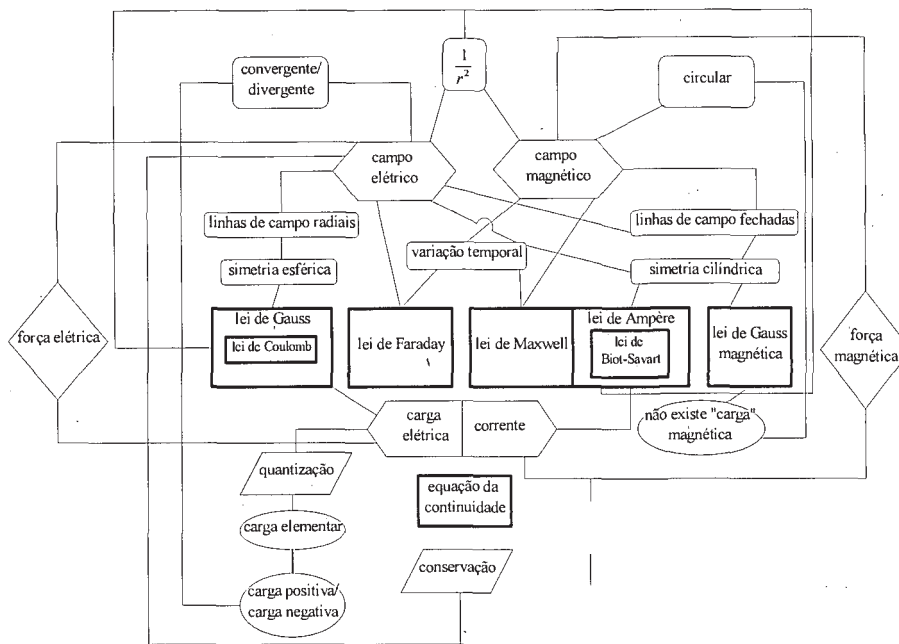 1
r²
convergente/
divergente
circular
campo
elétrico
campo
magnético
linhas de campo radiais
linhas de campo fechadas
variação temporal
simetria esférica
simetria cilíndrica
força elétrica
lei de Gauss
lei de Coulomb
lei de Faraday
lei de Maxwell
lei de Ampère
lei de
Biot-Savart
lei de Gauss
magnética
força
magnética
carga
elétrica
corrente
não existe "carga"
magnética
quantização
equação da
continuidade
carga elementar
conservação
carga positiva/
carga negativa